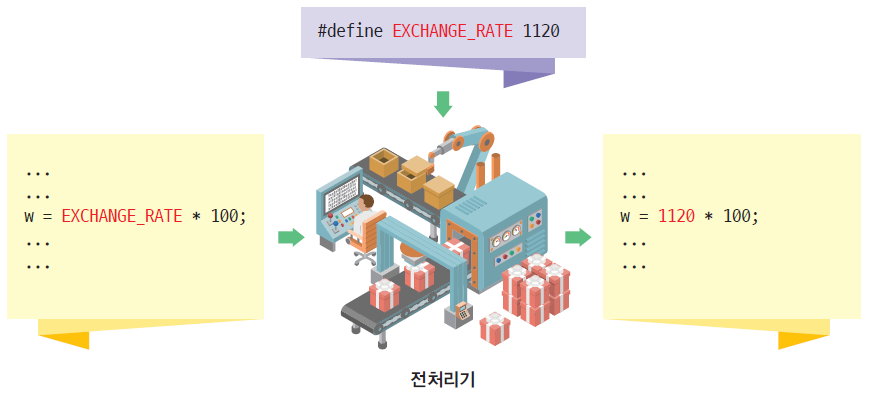 #define EXCHANGE_RATE 1120
...
...
w = EXCHANGE_RATE * 100;
...
...
...
...
w = 1120 * 100;
...
...
전처리기